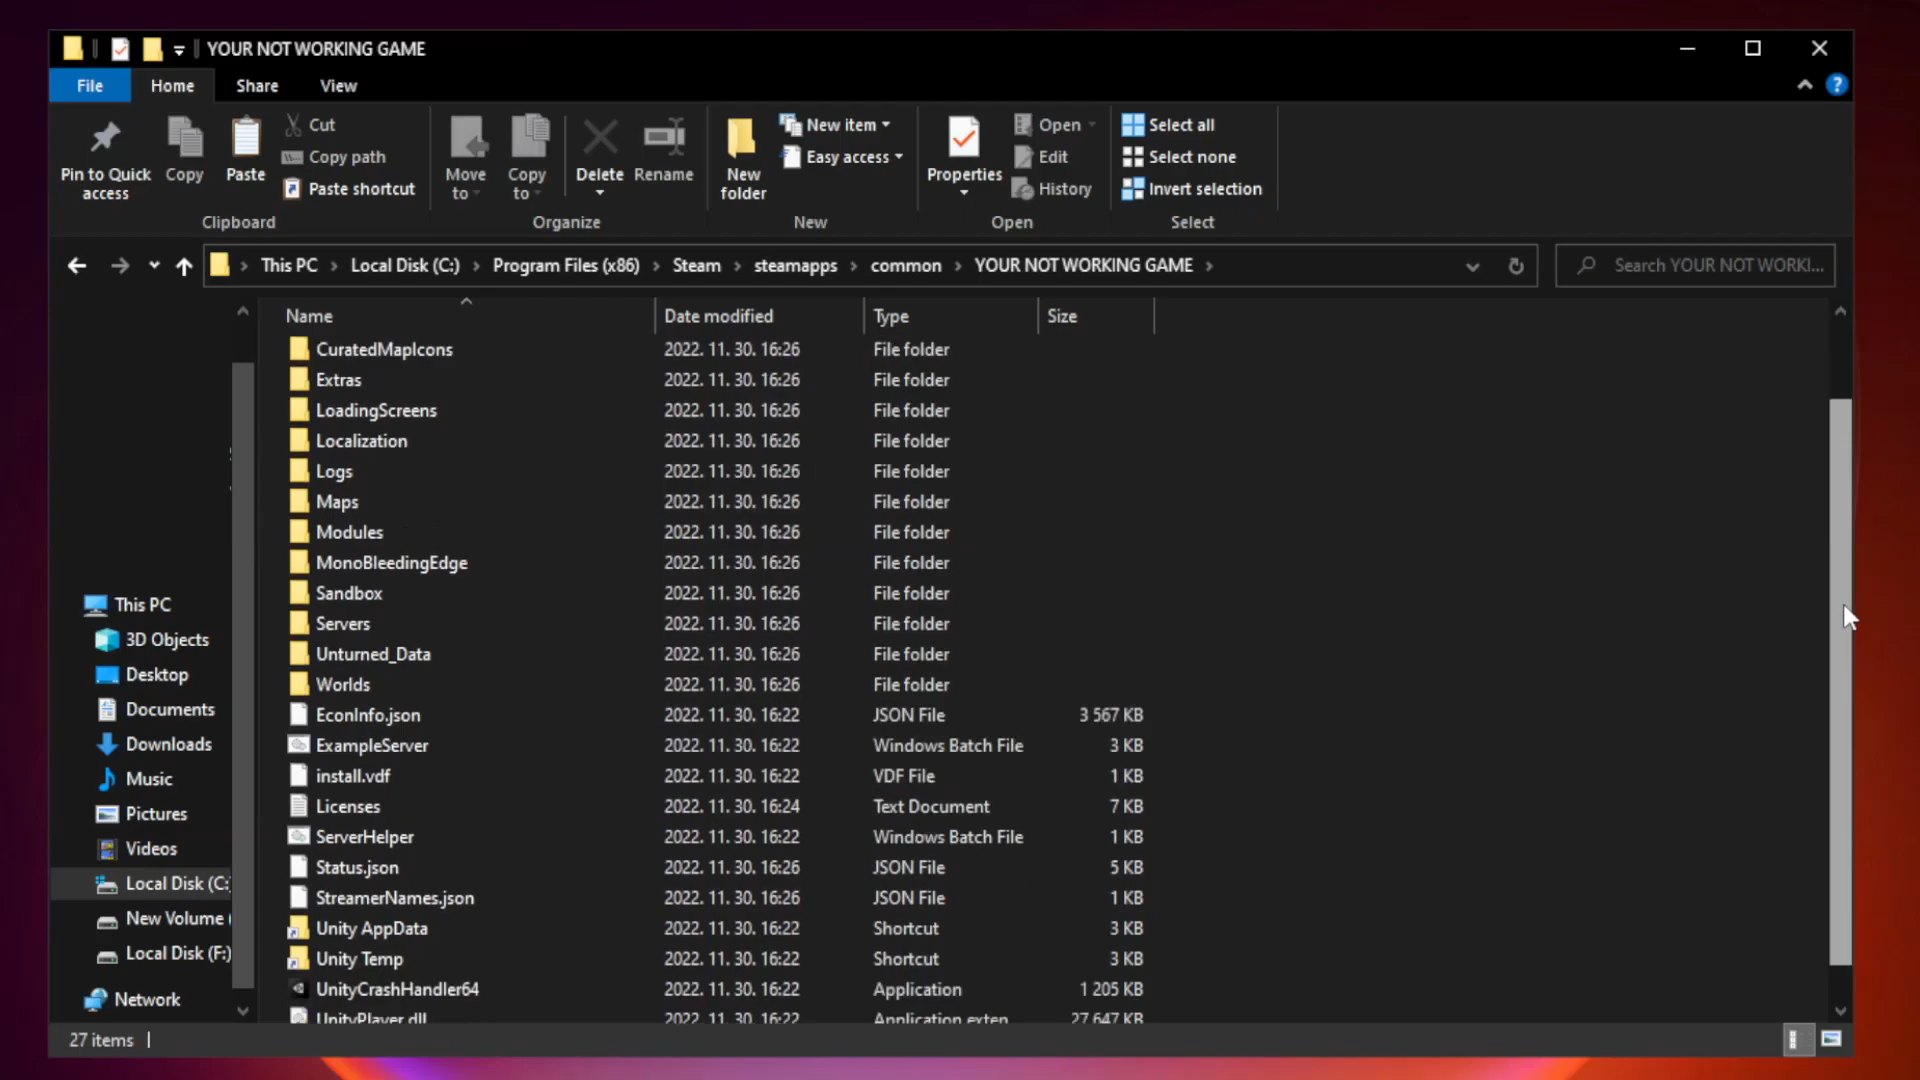 YOUR NOT WORKING GAME
File Home Share View
Pin to Quick access
Copy
Paste
Cut
Copy path
Paste shortcut
Move to
Copy to
Delete
Rename
New folder
New item
Easy access
Properties
Open
Edit
History
Select all
Select none
Invert selection
Clipboard Organize New Open Select
This PC Local Disk (C:) Program Files (x86) Steam steamapps common YOUR NOT WORKING GAME
Search YOUR NOT WORKI...
This PC
3D Objects
Desktop
Documents
Downloads
Music
Pictures
Videos
Local Disk (C:
New Volume (
Local Disk (F:)
Network
Name Date modified Type Size
CuratedMapIcons 2022. 11. 30. 16:26 File folder
Extras 2022. 11. 30. 16:26 File folder
LoadingScreens 2022. 11. 30. 16:26 File folder
Localization 2022. 11. 30. 16:26 File folder
Logs 2022. 11. 30. 16:26 File folder
Maps 2022. 11. 30. 16:26 File folder
Modules 2022. 11. 30. 16:26 File folder
MonoBleedingEdge 2022. 11. 30. 16:26 File folder
Sandbox 2022. 11. 30. 16:26 File folder
Servers 2022. 11. 30. 16:26 File folder
Unturned_Data 2022. 11. 30. 16:26 File folder
Worlds 2022. 11. 30. 16:26 File folder
EconInfo.json 2022. 11. 30. 16:22 JSON File 3 567 KB
ExampleServer 2022. 11. 30. 16:22 Windows Batch File 3 KB
install.vdf 2022. 11. 30. 16:22 VDF File 1 KB
Licenses 2022. 11. 30. 16:24 Text Document 7 KB
ServerHelper 2022. 11. 30. 16:22 Windows Batch File 1 KB
Status.json 2022. 11. 30. 16:26 JSON File 5 KB
StreamerNames.json 2022. 11. 30. 16:22 JSON File 1 KB
Unity AppData 2022. 11. 30. 16:22 Shortcut 3 KB
Unity Temp 2022. 11. 30. 16:22 Shortcut 3 KB
UnityCrashHandler64 2022. 11. 30. 16:22 Application 1 205 KB
UnityPlayer.dll 2022. 11. 30. 16:22 Application exten 27 647 KB
27 items